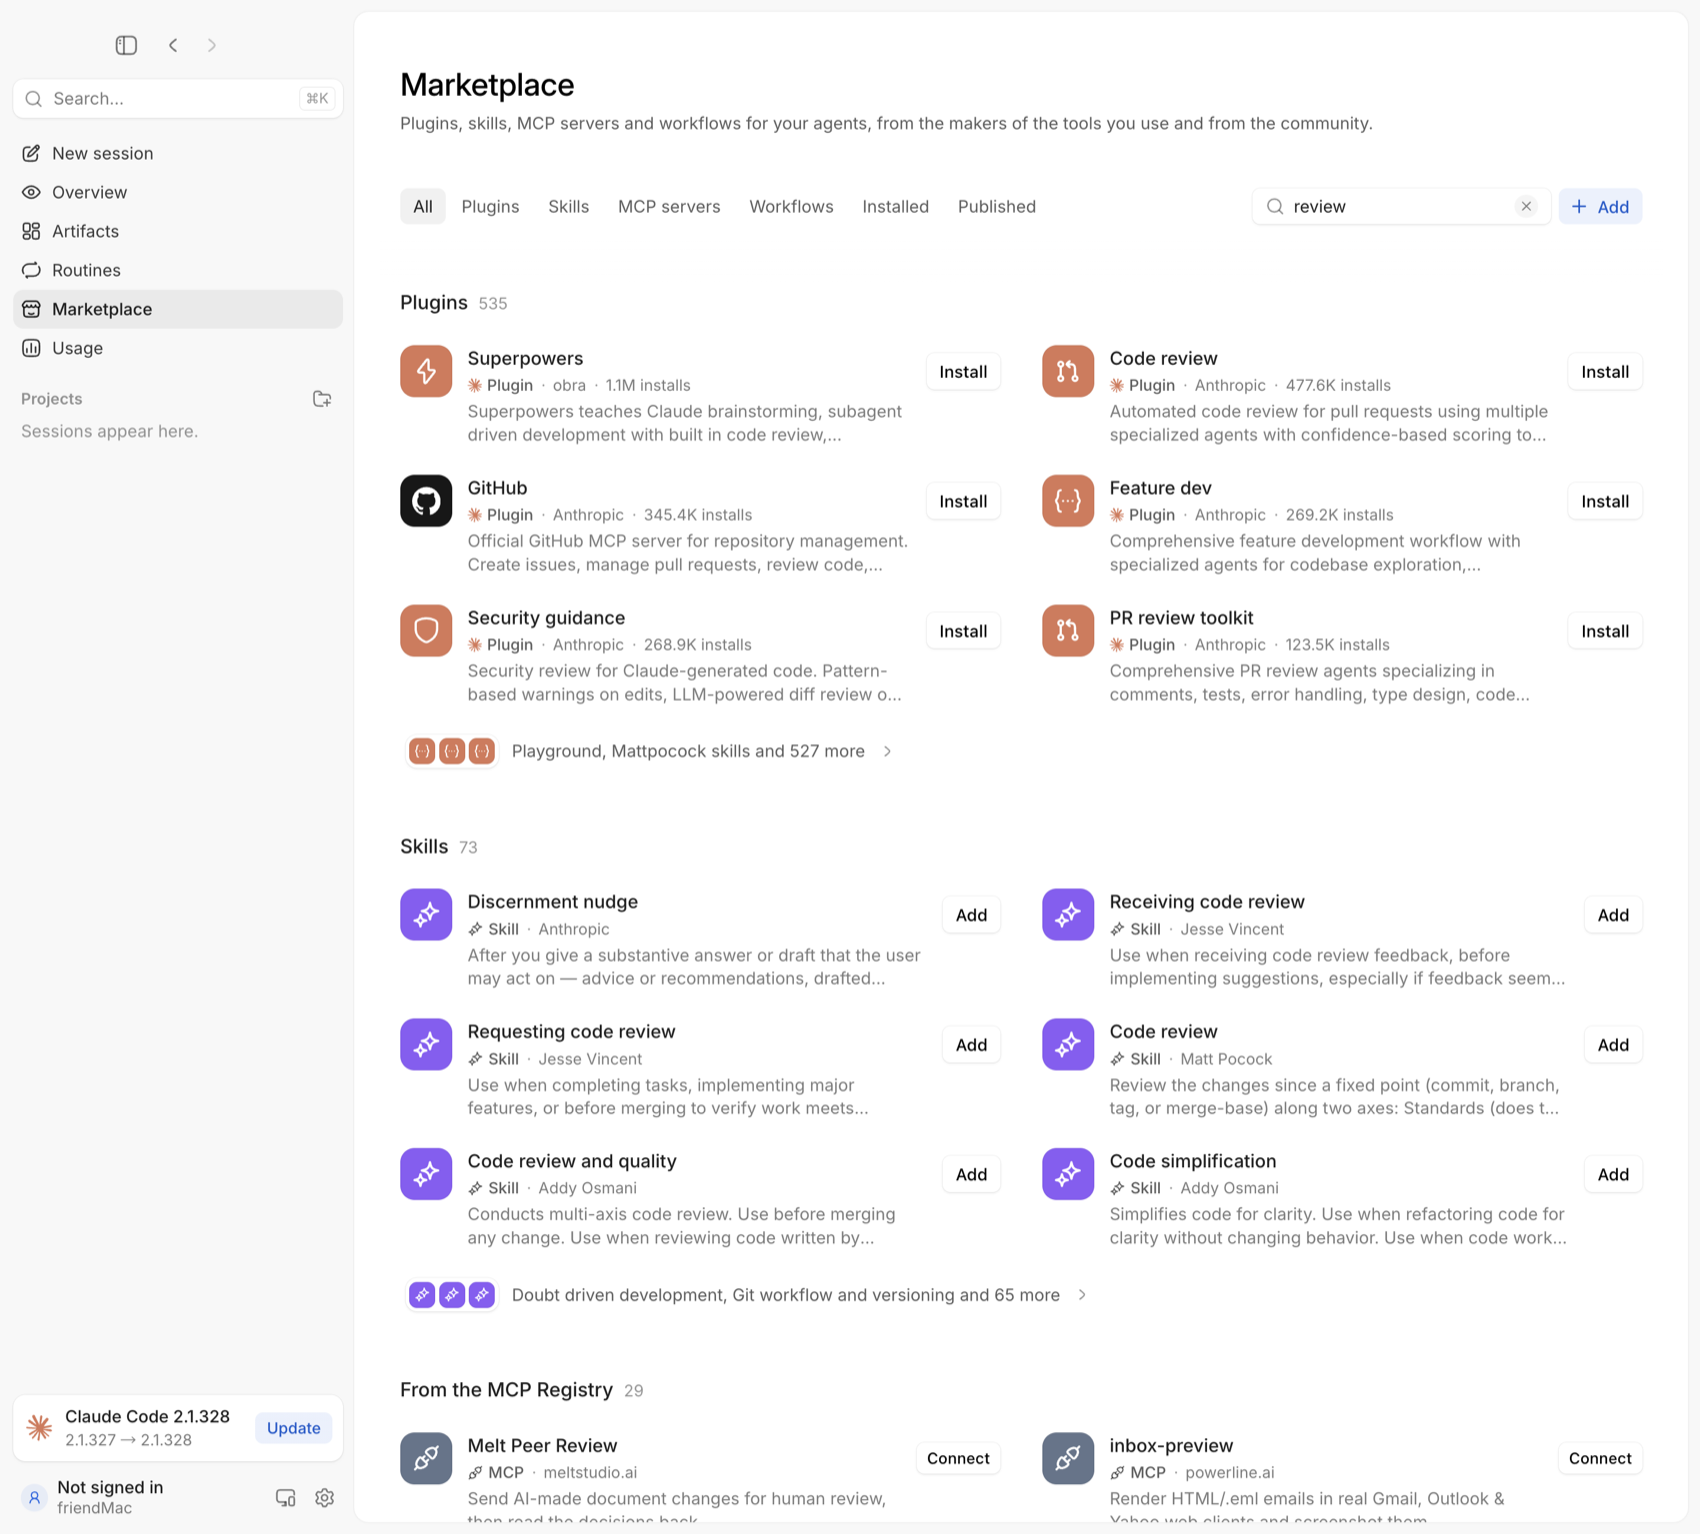 Search...
⌘K
New session
Overview
Artifacts
Routines
Marketplace
Usage
Projects
Sessions appear here.
Claude Code 2.1.328
2.1.327 → 2.1.328
Update
Not signed in
friendMac
Marketplace
Plugins, skills, MCP servers and workflows for your agents, from the makers of the tools you use and from the community.
All Plugins Skills MCP servers Workflows Installed Published
review
+ Add
Plugins 535
Superpowers
Plugin · obra · 1.1M installs
Superpowers teaches Claude brainstorming, subagent
driven development with built in code review,...
Install
Code review
Plugin · Anthropic · 477.6K installs
Automated code review for pull requests using multiple
specialized agents with confidence-based scoring to...
Install
GitHub
Plugin · Anthropic · 345.4K installs
Official GitHub MCP server for repository management.
Create issues, manage pull requests, review code,...
Install
Feature dev
Plugin · Anthropic · 269.2K installs
Comprehensive feature development workflow with
specialized agents for codebase exploration,...
Install
Security guidance
Plugin · Anthropic · 268.9K installs
Security review for Claude-generated code. Pattern-
based warnings on edits, LLM-powered diff review o...
Install
PR review toolkit
Plugin · Anthropic · 123.5K installs
Comprehensive PR review agents specializing in
comments, tests, error handling, type design, code...
Install
Playground, Mattpocock skills and 527 more
Skills 73
Discernment nudge
Skill · Anthropic
After you give a substantive answer or draft that the user
may act on — advice or recommendations, drafted...
Add
Receiving code review
Skill · Jesse Vincent
Use when receiving code review feedback, before
implementing suggestions, especially if feedback seem...
Add
Requesting code review
Skill · Jesse Vincent
Use when completing tasks, implementing major
features, or before merging to verify work meets...
Add
Code review
Skill · Matt Pocock
Review the changes since a fixed point (commit, branch,
tag, or merge-base) along two axes: Standards (does t...
Add
Code review and quality
Skill · Addy Osmani
Conducts multi-axis code review. Use before merging
any change. Use when reviewing code written by...
Add
Code simplification
Skill · Addy Osmani
Simplifies code for clarity. Use when refactoring code for
clarity without changing behavior. Use when code work...
Add
Doubt driven development, Git workflow and versioning and 65 more
From the MCP Registry 29
Melt Peer Review
MCP · meltstudio.ai
Send AI-made document changes for human review,
then read the decisions back
Connect
inbox-preview
MCP · powerline.ai
Render HTML/.eml emails in real Gmail, Outlook &
Yahoo web clients and screenshot them
Connect